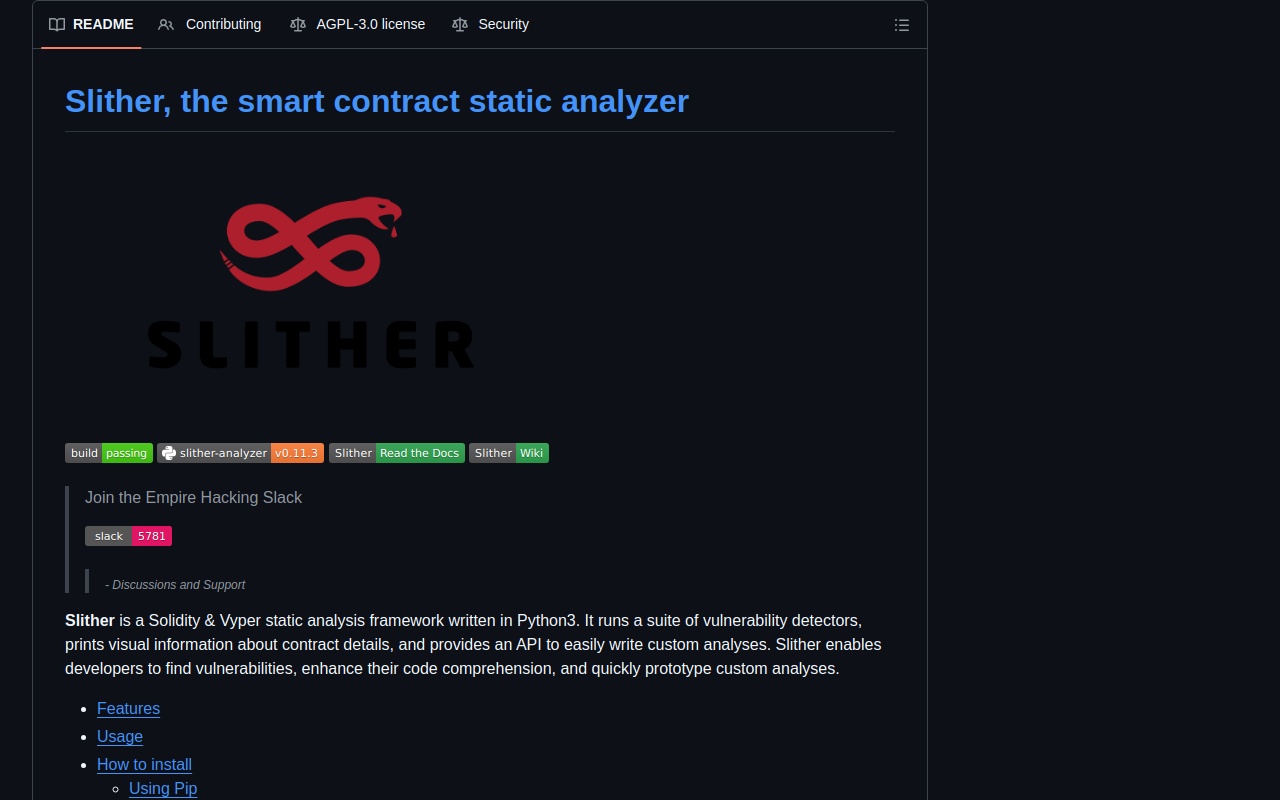 README Contributing AGPL-3.0 license Security
Slither, the smart contract static analyzer
SLITHER
build passing slither-analyzer v0.11.3 Slither Read the Docs Slither Wiki
Join the Empire Hacking Slack
slack 5781
- Discussions and Support
Slither is a Solidity & Vyper static analysis framework written in Python3. It runs a suite of vulnerability detectors,
prints visual information about contract details, and provides an API to easily write custom analyses. Slither enables
developers to find vulnerabilities, enhance their code comprehension, and quickly prototype custom analyses.
Features
Usage
How to install
Using Pip